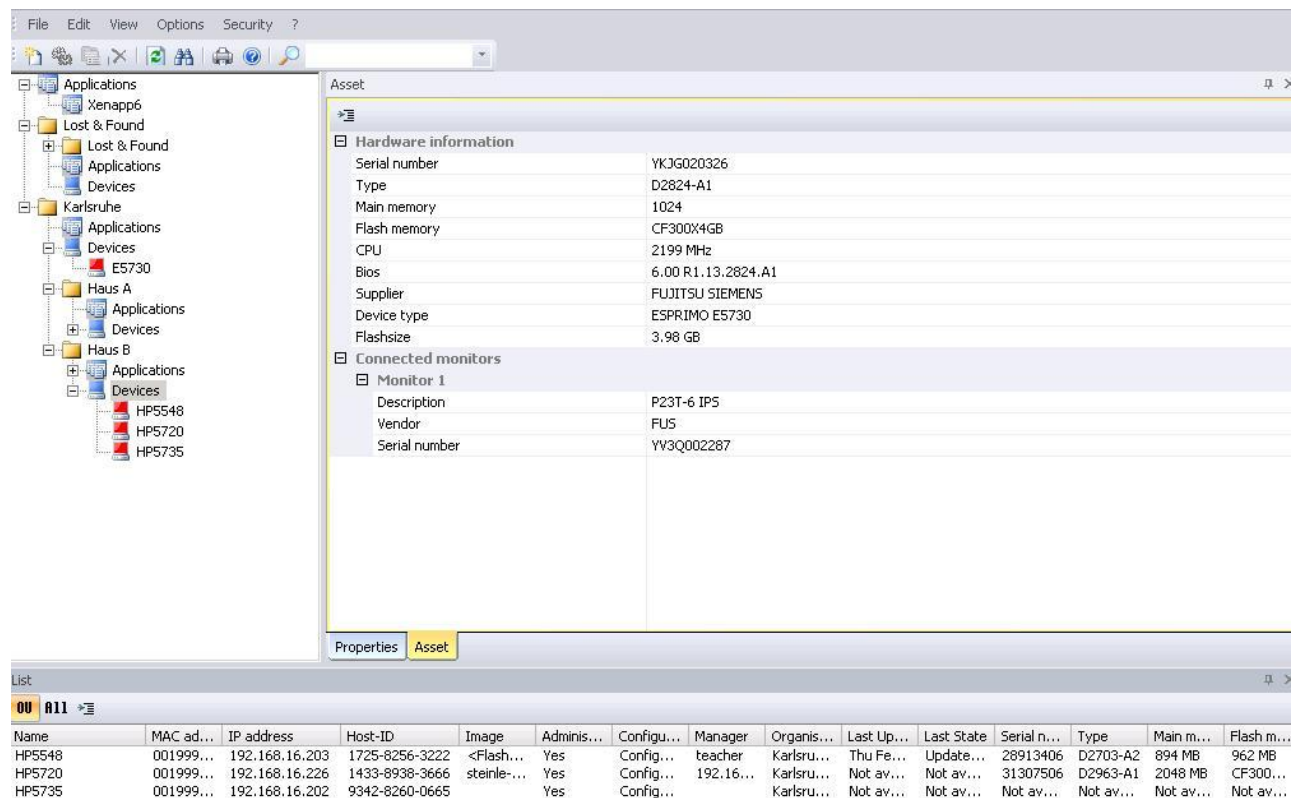 File Edit View Options Security ?
Applications
Xenapp6
Lost & Found
Lost & Found
Applications
Devices
Karlsruhe
Applications
Devices
E5730
Haus A
Applications
Devices
Haus B
Applications
Devices
HP5548
HP5720
HP5735
Asset
Hardware information
Serial number YKJG020326
Type D2824-A1
Main memory 1024
Flash memory CF300X4GB
CPU 2199 MHz
Bios 6.00 R1.13.2824.A1
Supplier FUJITSU SIEMENS
Device type ESPRIMO E5730
Flashsize 3.98 GB
Connected monitors
Monitor 1
Description P23T-6 IPS
Vendor FUS
Serial number YV3Q002287
Properties Asset
List
OU All
Name MAC ad... IP address Host-ID Image Adminis... Configu... Manager Organis... Last Up... Last State Serial n... Type Main m... Flash m...
HP5548 001999... 192.168.16.203 1725-8256-3222 <Flash... Yes Config... teacher Karlsru... Thu Fe... Update... 28913406 D2703-A2 894 MB 962 MB
HP5720 001999... 192.168.16.226 1433-8938-3666 steinle-... Yes Config... 192.16... Karlsru... Not av... Not av... 31307506 D2963-A1 2048 MB CF300...
HP5735 001999... 192.168.16.202 9342-8260-0665 Yes Config... Karlsru... Not av... Not av... Not av... Not av... Not av... Not av...